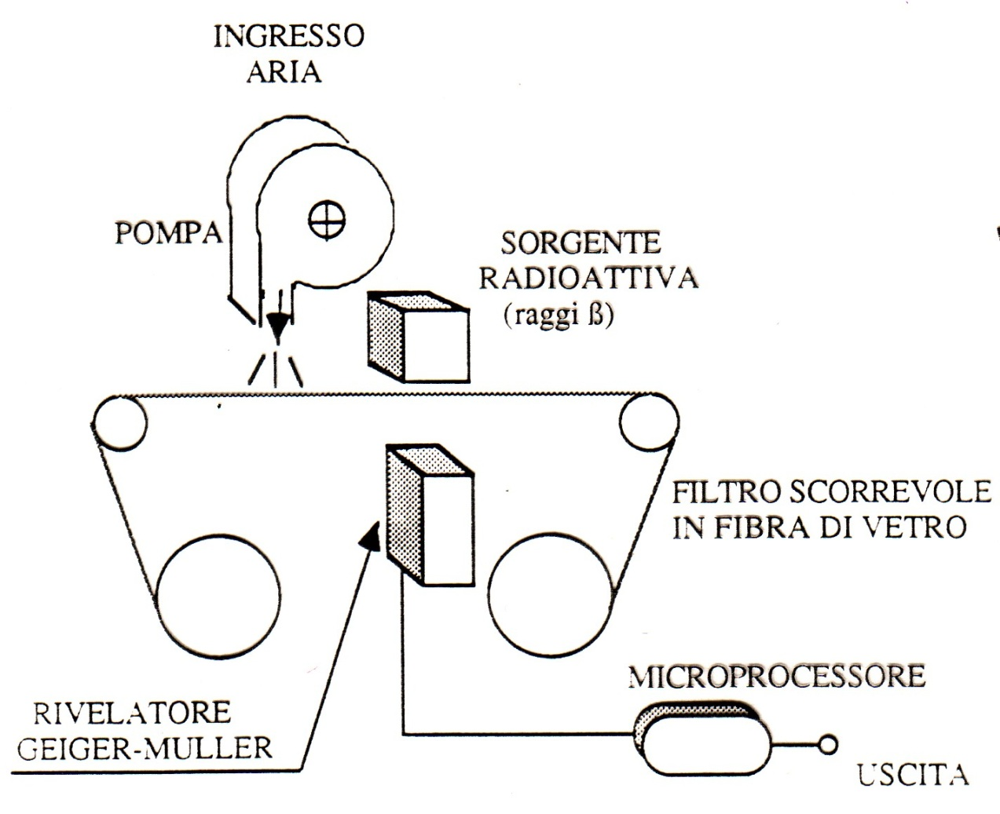 INGRESSO
ARIA
POMPA
SORGENTE
RADIOATTIVA
(raggi ß)
FILTRO SCORREVOLE
IN FIBRA DI VETRO
MICROPROCESSORE
RIVELATORE
GEIGER-MULLER
USCITA